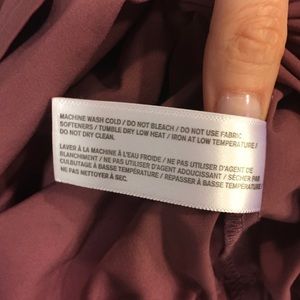 MACHINE WASH COLD / DO NOT BLEACH / DO NOT USE FABRIC
SOFTENERS / TUMBLE DRY LOW HEAT / IRON AT LOW TEMPERATURE /
DO NOT DRY CLEAN.
LAVER À LA MACHINE À L'EAU FROIDE / NE PAS UTILISER D'AGENT DE
BLANCHIMENT / NE PAS UTILISER D'AGENT ADOUCISSANT / SÉCHER PAR
CULBUTAGE À BASSE TEMPÉRATURE / REPASSER À BASSE TEMPÉRATURE /
NE PAS NETTOYER À SEC.